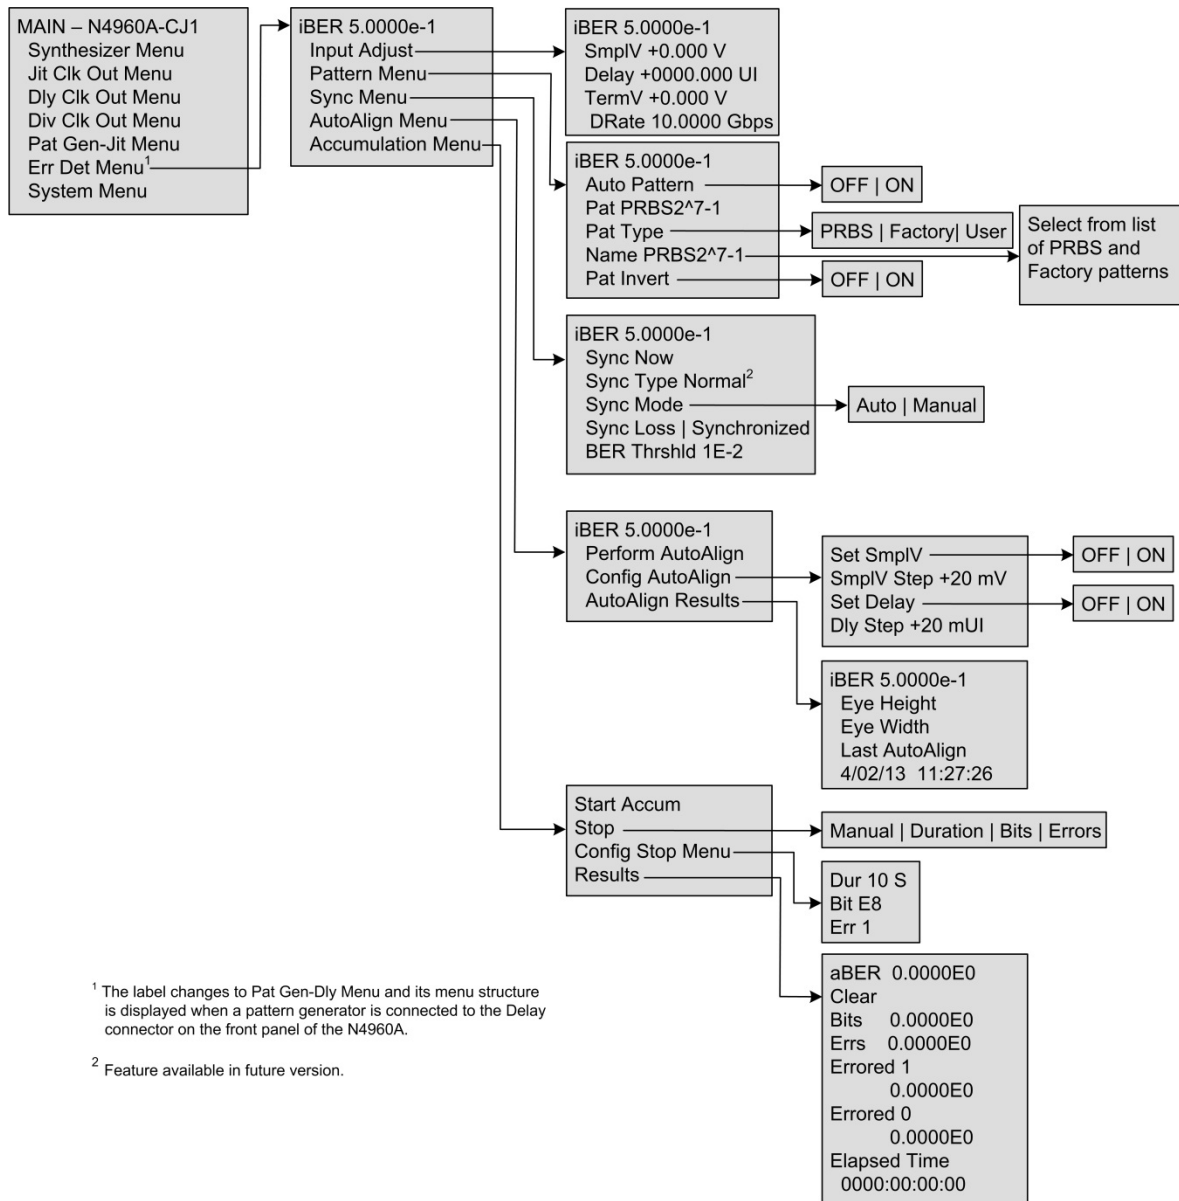 MAIN – N4960A-CJ1
Synthesizer Menu
Jit Clk Out Menu
Dly Clk Out Menu
Div Clk Out Menu
Pat Gen-Jit Menu
Err Det Menu1
System Menu
iBER 5.0000e-1
Input Adjust
Pattern Menu
Sync Menu
AutoAlign Menu
Accumulation Menu
iBER 5.0000e-1
SmplV +0.000 V
Delay +0000.000 UI
TermV +0.000 V
DRate 10.0000 Gbps
iBER 5.0000e-1
Auto Pattern
Pat PRBS2^7-1
Pat Type
Name PRBS2^7-1
Pat Invert
OFF | ON
PRBS | Factory| User
OFF | ON
Select from list
of PRBS and
Factory patterns
iBER 5.0000e-1
Sync Now
Sync Type Normal2
Sync Mode
Sync Loss | Synchronized
BER Thrshld 1E-2
Auto | Manual
iBER 5.0000e-1
Perform AutoAlign
Config AutoAlign
AutoAlign Results
Set SmplV
SmplV Step +20 mV
Set Delay
Dly Step +20 mUI
OFF | ON
OFF | ON
iBER 5.0000e-1
Eye Height
Eye Width
Last AutoAlign
4/02/13 11:27:26
Start Accum
Stop
Config Stop Menu
Results
Manual | Duration | Bits | Errors
Dur 10 S
Bit E8
Err 1
aBER 0.0000E0
Clear
Bits 0.0000E0
Errs 0.0000E0
Errored 1
0.0000E0
Errored 0
0.0000E0
Elapsed Time
0000:00:00:00
1 The label changes to Pat Gen-Dly Menu and its menu structure
is displayed when a pattern generator is connected to the Delay
connector on the front panel of the N4960A.
2 Feature available in future version.